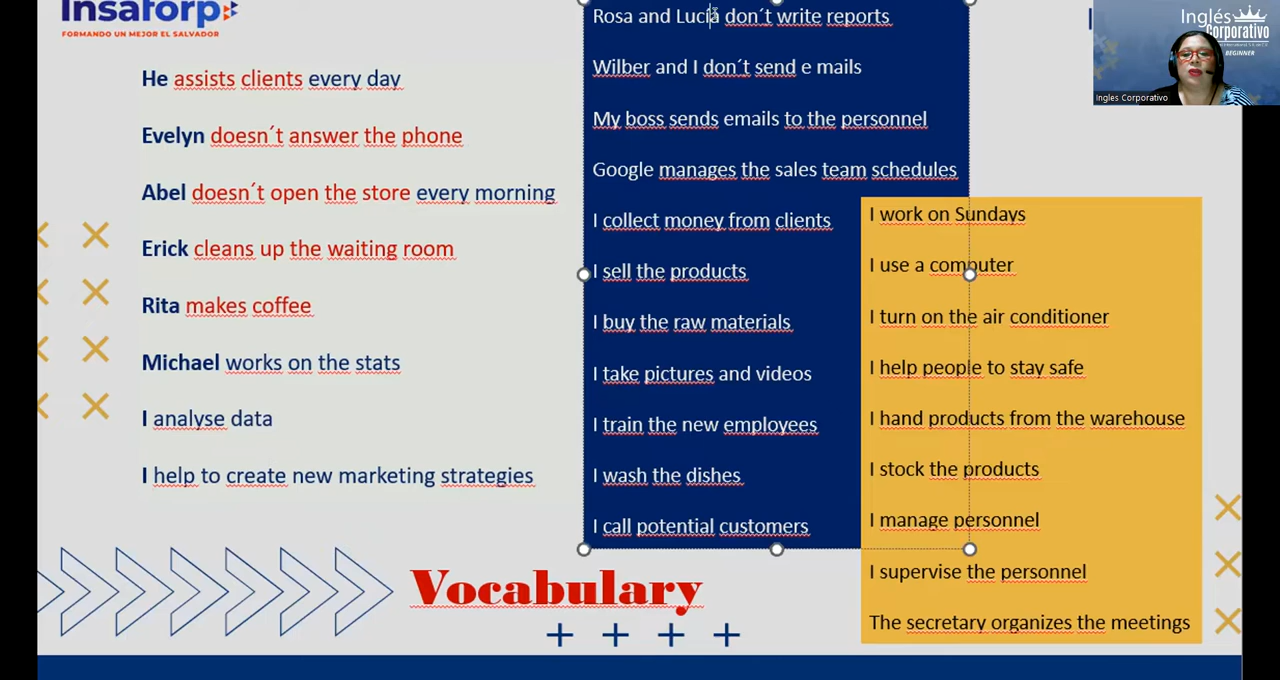 Insaforp
FORMANDO UN MEJOR EL SALVADOR
He assists clients every day
Evelyn doesn´t answer the phone
Abel doesn´t open the store every morning
Erick cleans up the waiting room
Rita makes coffee
Michael works on the stats
I analyse data
I help to create new marketing strategies
Rosa and Lucía don´t write reports
Wilber and I don´t send e mails
My boss sends emails to the personnel
Google manages the sales team schedules
I collect money from clients
I sell the products
I buy the raw materials
I take pictures and videos
I train the new employees
I wash the dishes
I call potential customers
I work on Sundays
I use a computer
I turn on the air conditioner
I help people to stay safe
I hand products from the warehouse
I stock the products
I manage personnel
I supervise the personnel
The secretary organizes the meetings
Vocabulary
Inglés
Corporativo
BEGINNER
Ingles Corporativo